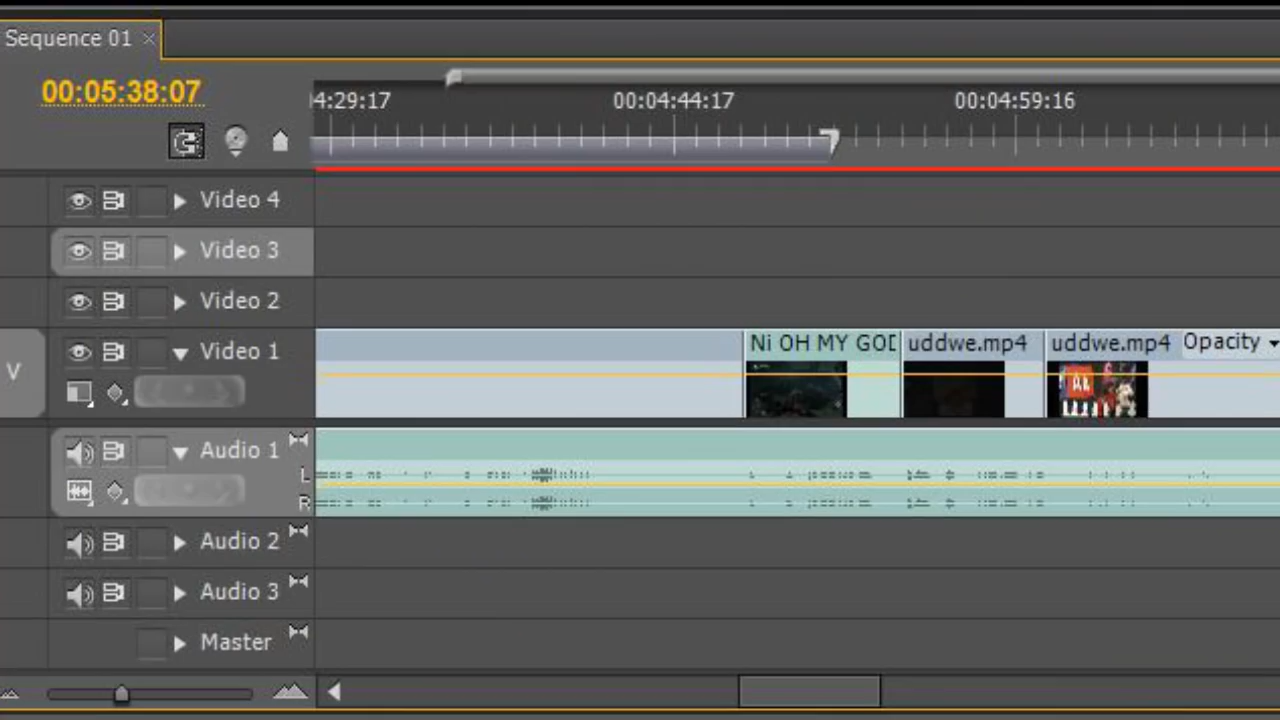 Sequence 01
00:05:38:07
4:29:17 00:04:44:17 00:04:59:16
Video 4
Video 3
Video 2
V Video 1
Ni OH MY GOD uddwe.mp4 uddwe.mp4 Opacity
Audio 1
L
R
Audio 2
Audio 3
Master